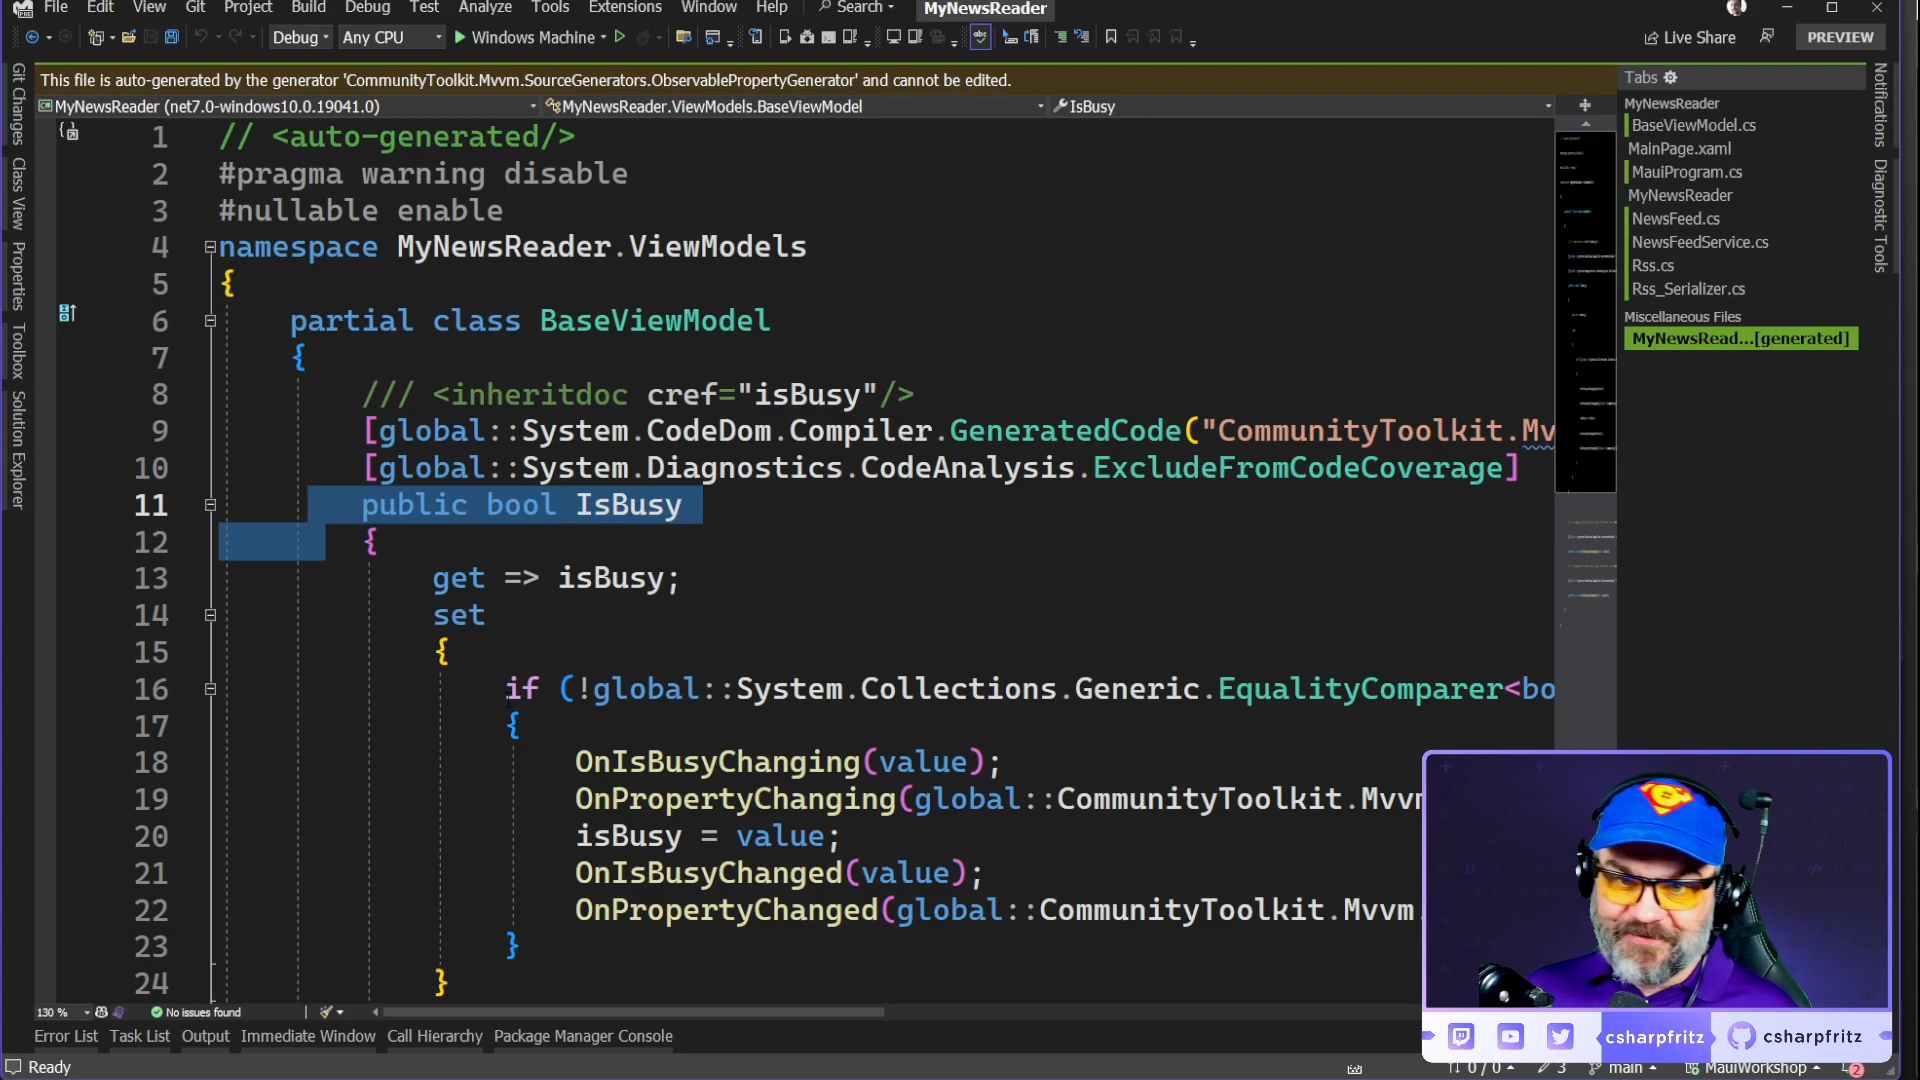 File Edit View Git Project Build Debug Test Analyze Tools Extensions Window Help Search MyNewsReader
Debug Any CPU Windows Machine Live Share PREVIEW
This file is auto-generated by the generator 'CommunityToolkit.Mvvm.SourceGenerators.ObservablePropertyGenerator' and cannot be edited.
MyNewsReader (net7.0-windows10.0.19041.0) MyNewsReader.ViewModels.BaseViewModel IsBusy
Git Changes
Class View
Properties
Toolbox
Solution Explorer
1 // <auto-generated/>
2 #pragma warning disable
3 #nullable enable
4 namespace MyNewsReader.ViewModels
5 {
6 partial class BaseViewModel
7 {
8 /// <inheritdoc cref="isBusy"/>
9 [global::System.CodeDom.Compiler.GeneratedCode("CommunityToolkit.Mv
10 [global::System.Diagnostics.CodeAnalysis.ExcludeFromCodeCoverage]
11 public bool IsBusy
12 {
13 get => isBusy;
14 set
15 {
16 if (!global::System.Collections.Generic.EqualityComparer<bo
17 {
18 OnIsBusyChanging(value);
19 OnPropertyChanging(global::CommunityToolkit.Mvvm
20 isBusy = value;
21 OnIsBusyChanged(value);
22 OnPropertyChanged(global::CommunityToolkit.Mvvm.
23 }
24 }
Tabs
MyNewsReader
BaseViewModel.cs
MainPage.xaml
MauiProgram.cs
MyNewsReader
NewsFeed.cs
NewsFeedService.cs
Rss.cs
Rss_Serializer.cs
Miscellaneous Files
MyNewsRead...[generated]
Notifications
Diagnostic Tools
130 % No issues found
Error List Task List Output Immediate Window Call Hierarchy Package Manager Console
csharpfritz csharpfritz
Ready 0 / 0 3 main MauiWorkshop 2